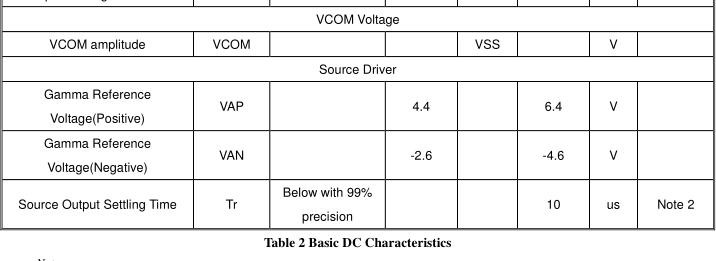 VCOM Voltage
VCOM amplitude VCOM VSS V
Source Driver
Gamma Reference
Voltage(Positive) VAP 4.4 6.4 V
Gamma Reference
Voltage(Negative) VAN -2.6 -4.6 V
Source Output Settling Time Tr Below with 99%
precision 10 us Note 2
Table 2 Basic DC Characteristics